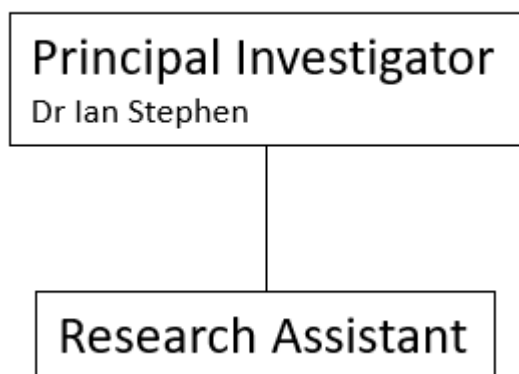 Principal Investigator
Dr Ian Stephen
Research Assistant